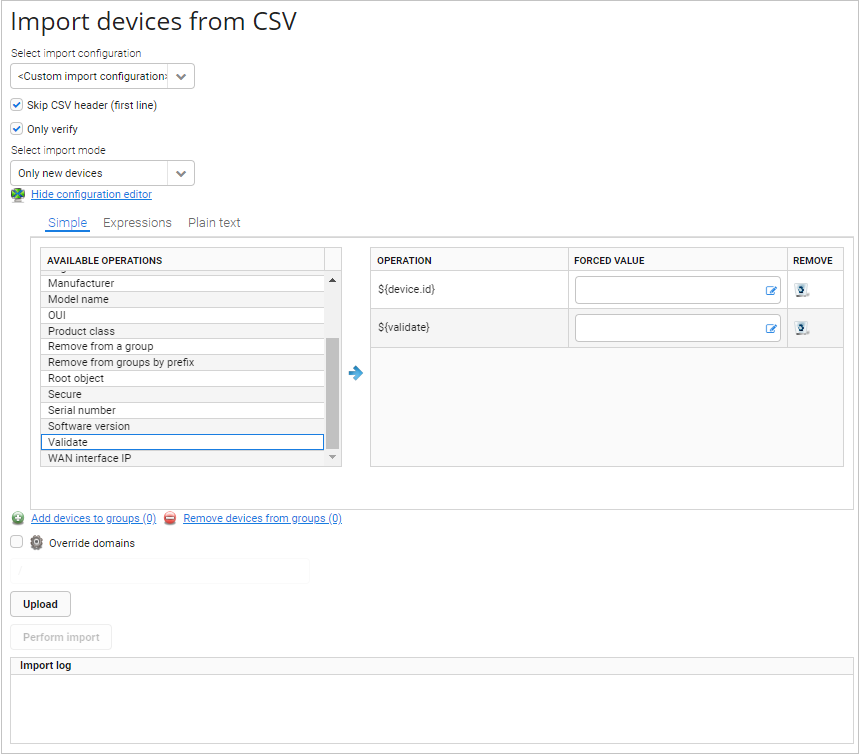 Import devices from CSV
Select import configuration
<Custom import configuration>
Skip CSV header (first line)
Only verify
Select import mode
Only new devices
Hide configuration editor
Simple Expressions Plain text
AVAILABLE OPERATIONS
Manufacturer
Model name
OUI
Product class
Remove from a group
Remove from groups by prefix
Root object
Secure
Serial number
Software version
Validate
WAN interface IP
OPERATION FORCED VALUE REMOVE
${device.id}
${validate}
Add devices to groups (0) Remove devices from groups (0)
Override domains
/
Upload
Perform import
Import log